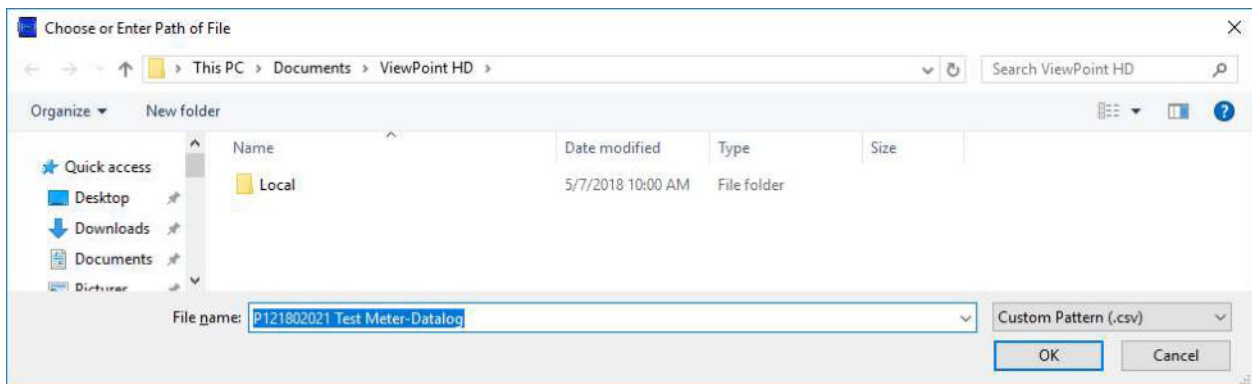 Choose or Enter Path of File
This PC > Documents > ViewPoint HD >
Search ViewPoint HD
Organize
New folder
Name
Date modified
Type
Size
Quick access
Desktop
Downloads
Documents
Pictures
Local
5/7/2018 10:00 AM
File folder
File name:
P121802021 Test Meter-Datalog
Custom Pattern (.csv)
OK
Cancel